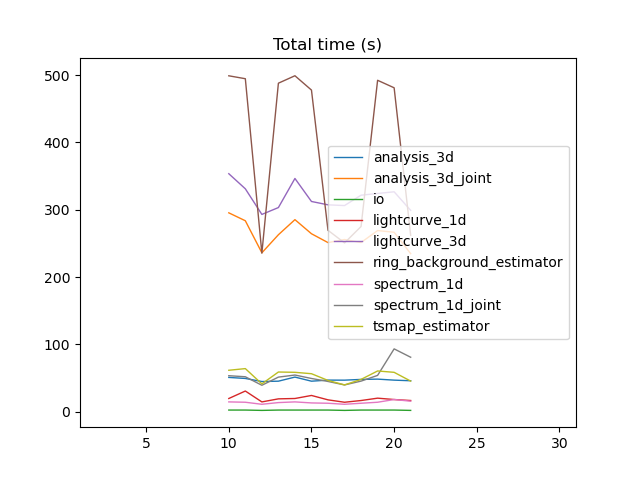 Total time (s)
500
400
300
200
100
0
analysis_3d
analysis_3d_joint
io
lightcurve_1d
lightcurve_3d
ring_background_estimator
spectrum_1d
spectrum_1d_joint
tsmap_estimator
5 10 15 20 25 30